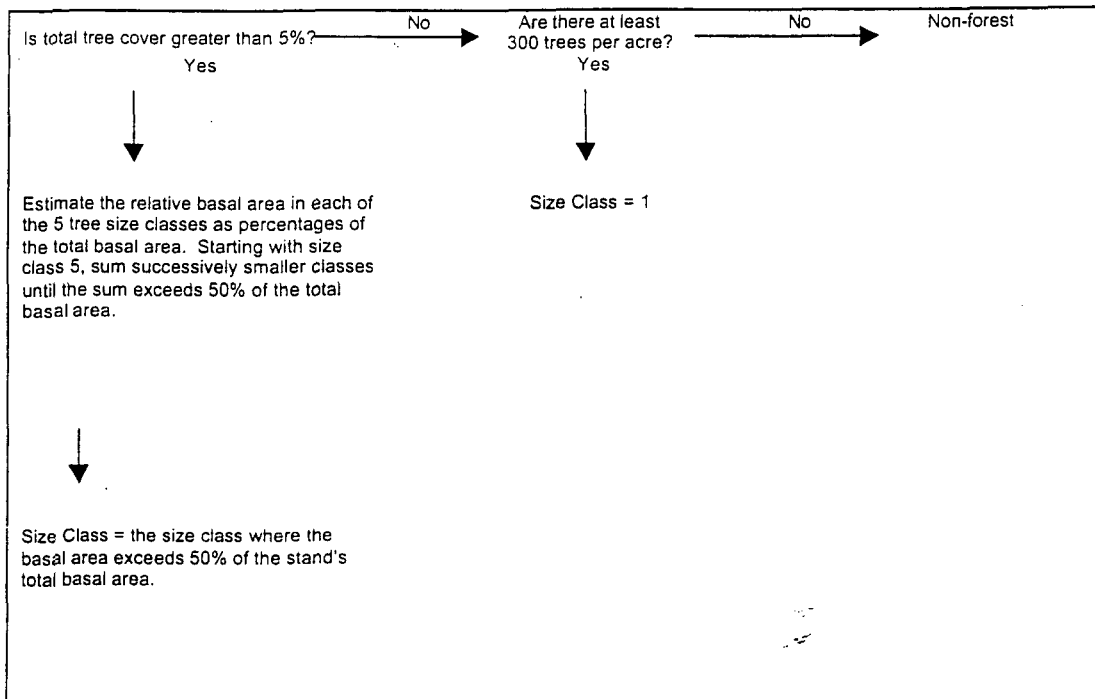 Is total tree cover greater than 5%?
No
Are there at least
300 trees per acre?
No
Non-forest
Yes
Yes
Estimate the relative basal area in each of
the 5 tree size classes as percentages of
the total basal area. Starting with size
class 5, sum successively smaller classes
until the sum exceeds 50% of the total
basal area.
Size Class = 1
Size Class = the size class where the
basal area exceeds 50% of the stand's
total basal area.